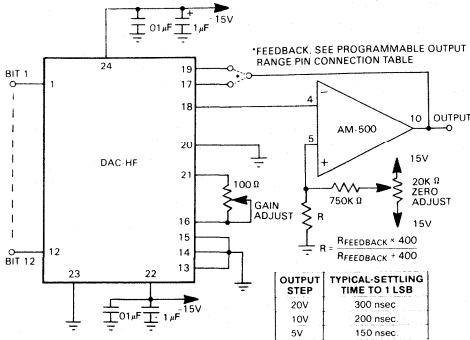 -15V
.01µF
+
1µF
24
*FEEDBACK. SEE PROGRAMMABLE OUTPUT
RANGE PIN CONNECTION TABLE
BIT 1
1
19
17
*
18
4
−
10
OUTPUT
AM-500
DAC-HF
20
5
+
21
100Ω
15V
20K Ω
ZERO
ADJUST
750K Ω
GAIN
ADJUST
16
R
15V
15
14
13
R = RFEEDBACK × 400
RFEEDBACK + 400
12
BIT 12
23
22
-15V
.01µF
1µF
OUTPUT STEP TYPICAL-SETTLING TIME TO 1 LSB
20V 300 nsec
10V 200 nsec.
5V 150 nsec